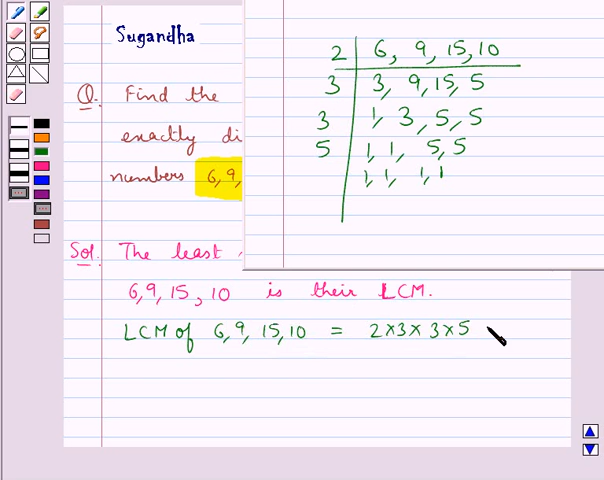 Sugandha
Q. Find the
exactly di
numbers 6, 9,
2 | 6, 9, 15, 10
3 | 3, 9, 15, 5
3 | 1, 3, 5, 5
5 | 1, 1, 5, 5
1, 1, 1, 1
Sol. The least
6, 9, 15, 10 is their LCM.
LCM of 6, 9, 15, 10 = 2×3×3×5